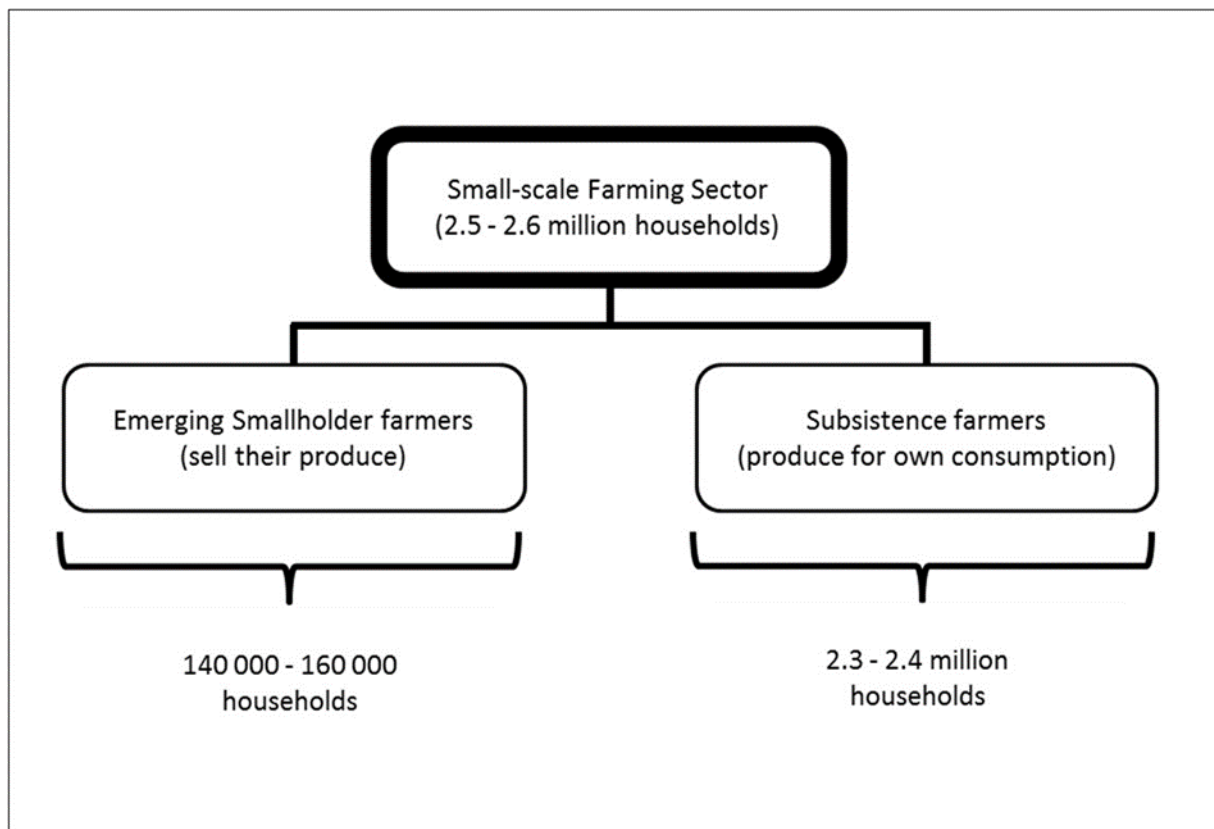 Small-scale Farming Sector
(2.5 - 2.6 million households)
Emerging Smallholder farmers
(sell their produce)
Subsistence farmers
(produce for own consumption)
140 000 - 160 000
households
2.3 - 2.4 million
households